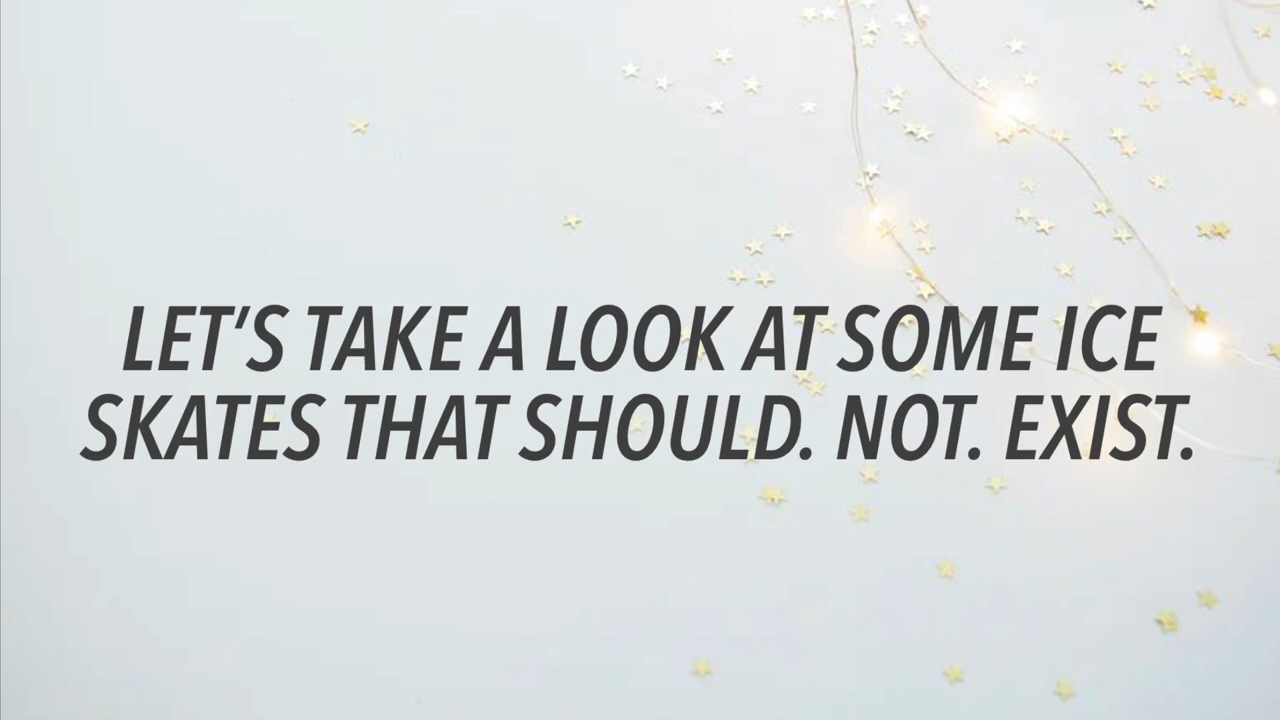 LET’S TAKE A LOOK AT SOME ICE
SKATES THAT SHOULD. NOT. EXIST.